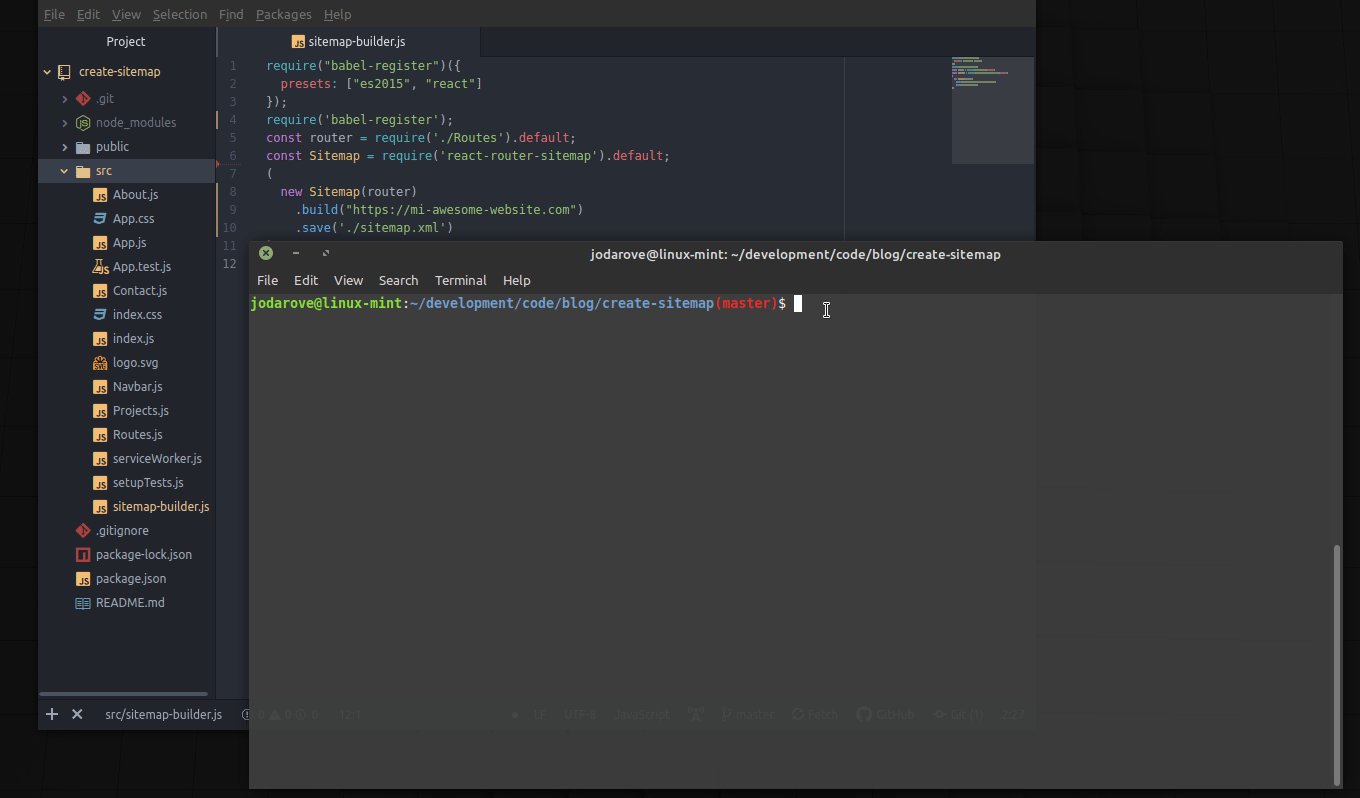 File Edit View Selection Find Packages Help
Project
sitemap-builder.js
create-sitemap
.git
node_modules
public
src
About.js
App.css
App.js
App.test.js
Contact.js
index.css
index.js
logo.svg
Navbar.js
Projects.js
Routes.js
serviceWorker.js
setupTests.js
sitemap-builder.js
.gitignore
package-lock.json
package.json
README.md
1 require("babel-register")({
2 presets: ["es2015", "react"]
3 });
4 require('babel-register');
5 const router = require('./Routes').default;
6 const Sitemap = require('react-router-sitemap').default;
7 (
8 new Sitemap(router)
9 .build("https://mi-awesome-website.com")
10 .save('./sitemap.xml')
11
12
jodarove@linux-mint: ~/development/code/blog/create-sitemap
File Edit View Search Terminal Help
jodarove@linux-mint:~/development/code/blog/create-sitemap(master)$
src/sitemap-builder.js 0 0 0 12:1 LF UTF-8 JavaScript master Fetch GitHub Git (1) 2:27